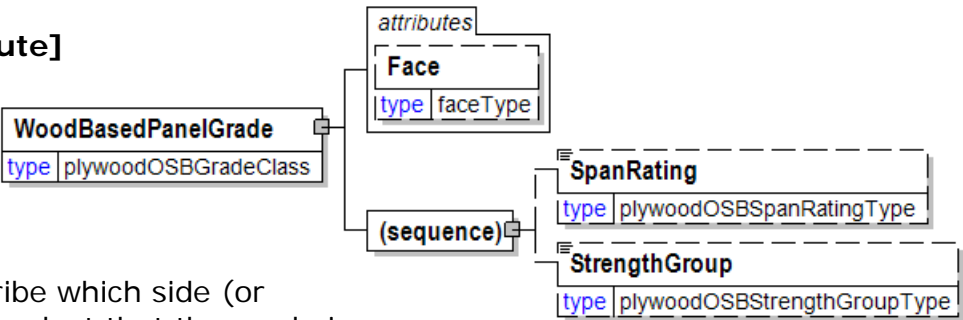 ute]
attributes
Face
type faceType
WoodBasedPanelGrade
type plywoodOSBGradeClass
SpanRating
type plywoodOSBSpanRatingType
(sequence)
StrengthGroup
type plywoodOSBStrengthGroupType
ribe which side (or